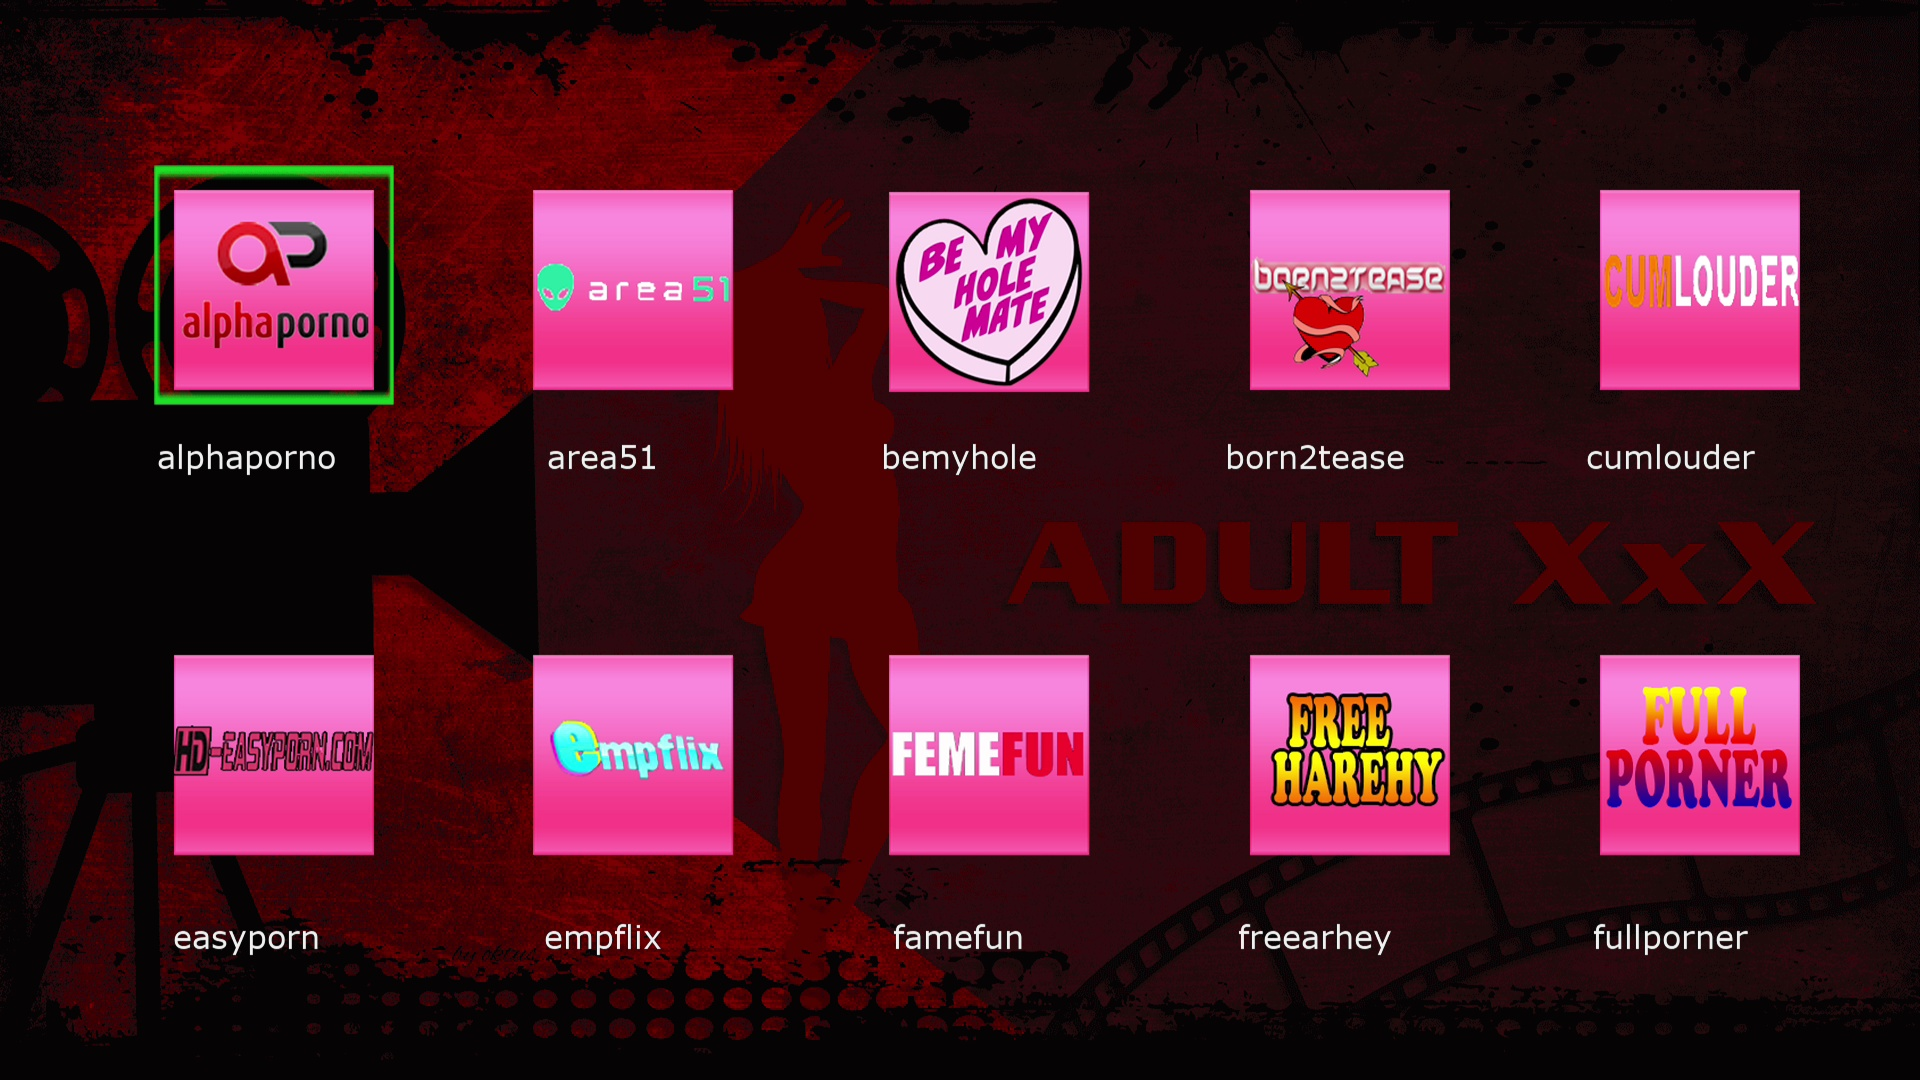 ap
alphaporno
area51
BE MY
HOLE
MATE
born2tease
CUMLOUDER
alphaporno
area51
bemyhole
born2tease
cumlouder
ADULT XxX
HD-EASYPORN.COM
empflix
FEMEFUN
FREE
HAREHY
FULL
PORNER
easyporn
empflix
famefun
freearhey
fullporner